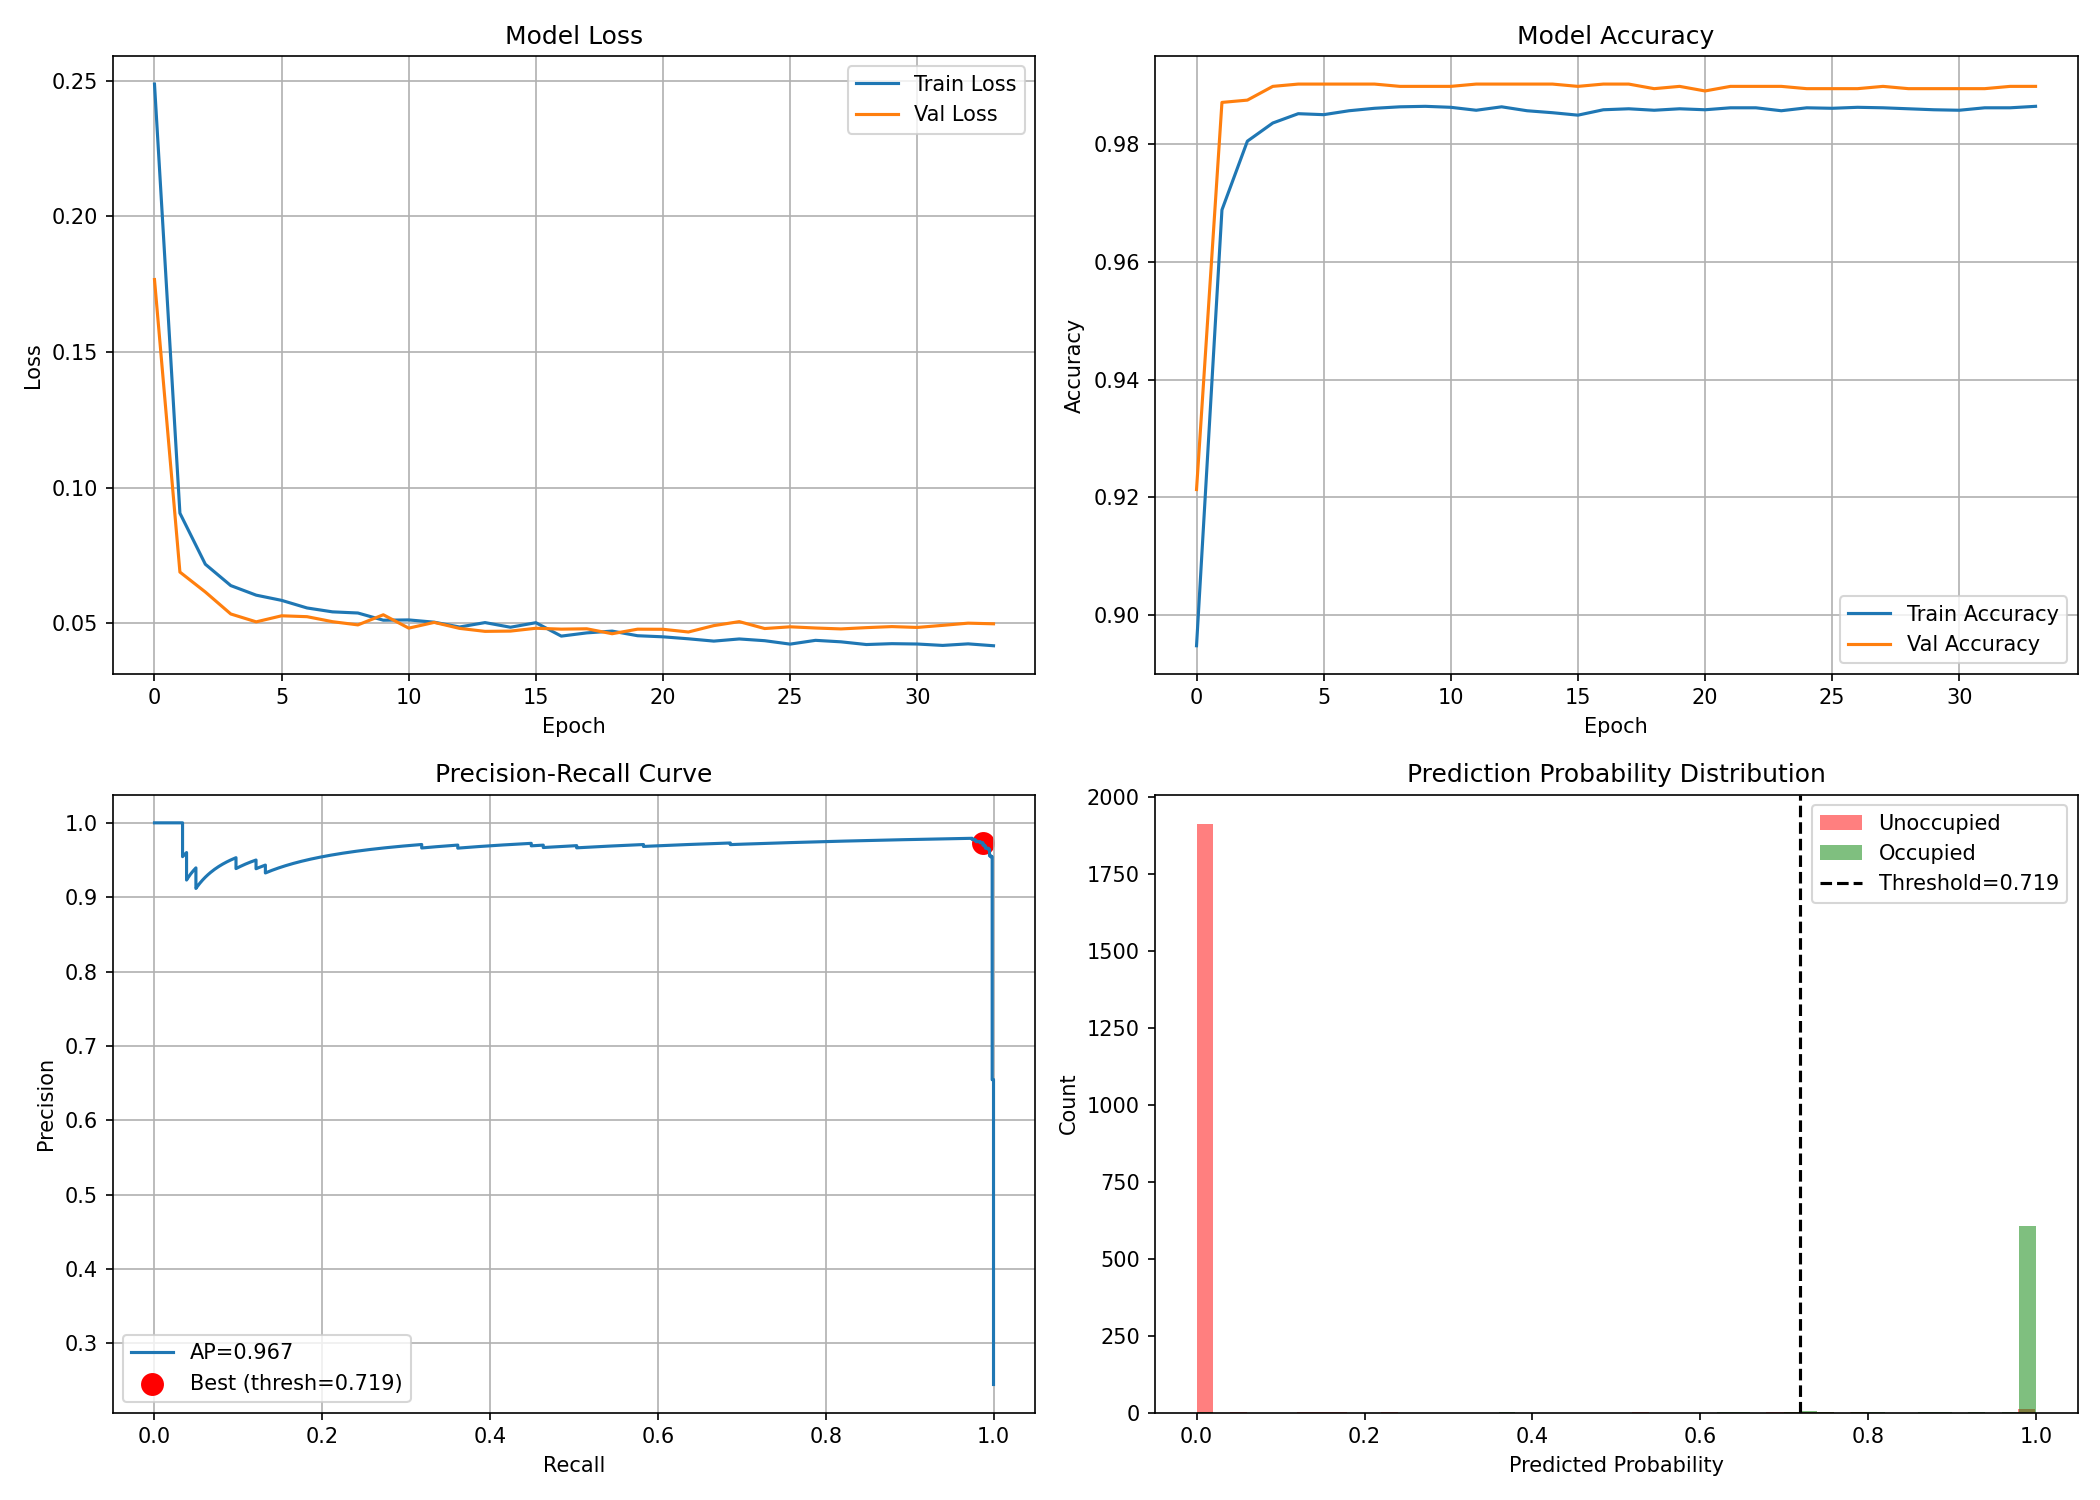 Model Loss
0.25
0.20
0.15
0.10
0.05
Loss
0
5
10
15
20
25
30
Epoch
Train Loss
Val Loss
Model Accuracy
0.98
0.96
0.94
0.92
0.90
Accuracy
0
5
10
15
20
25
30
Epoch
Train Accuracy
Val Accuracy
Precision-Recall Curve
1.0
0.9
0.8
0.7
0.6
0.5
0.4
0.3
Precision
0.0
0.2
0.4
0.6
0.8
1.0
Recall
AP=0.967
Best (thresh=0.719)
Prediction Probability Distribution
2000
1750
1500
1250
1000
750
500
250
0
Count
0.0
0.2
0.4
0.6
0.8
1.0
Predicted Probability
Unoccupied
Occupied
Threshold=0.719